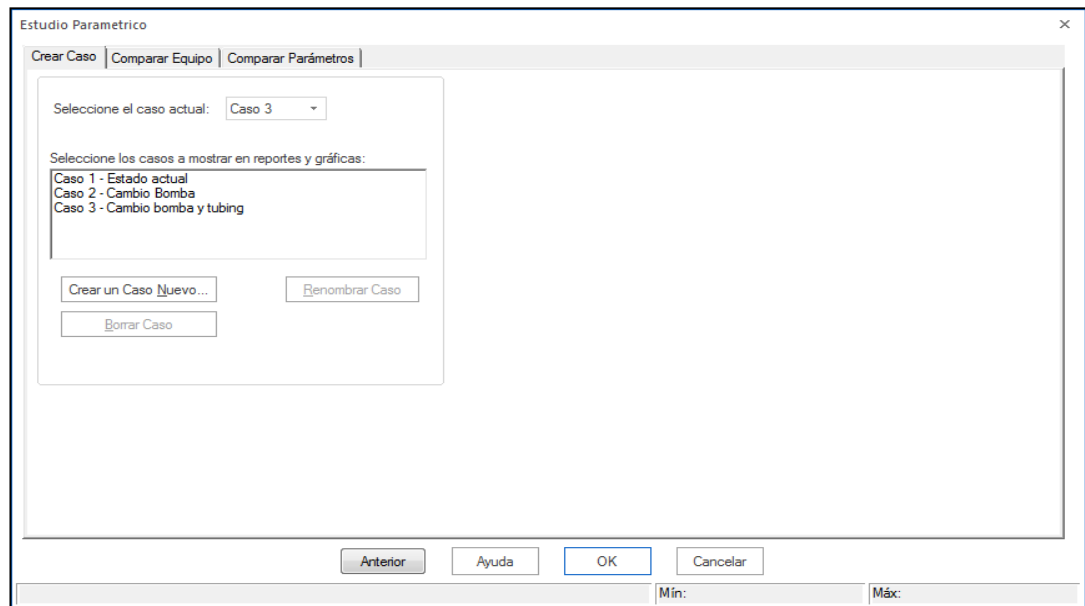 Estudio Parametrico
Crear Caso Comparar Equipo Comparar Parámetros
Seleccione el caso actual: Caso 3
Seleccione los casos a mostrar en reportes y gráficas:
Caso 1 - Estado actual
Caso 2 - Cambio Bomba
Caso 3 - Cambio bomba y tubing
Crear un Caso Nuevo... Renombrar Caso
Borrar Caso
Anterior Ayuda OK Cancelar
Mín: Máx: